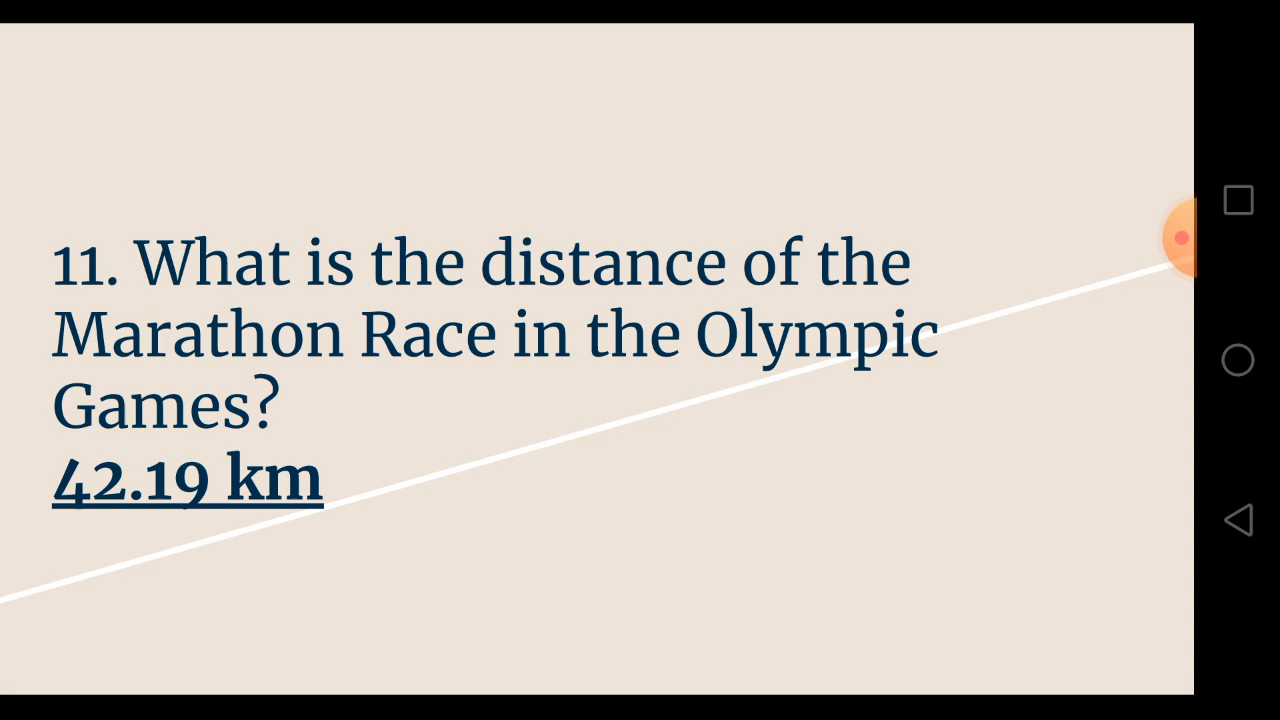 11. What is the distance of the
Marathon Race in the Olympic
Games?
42.19 km